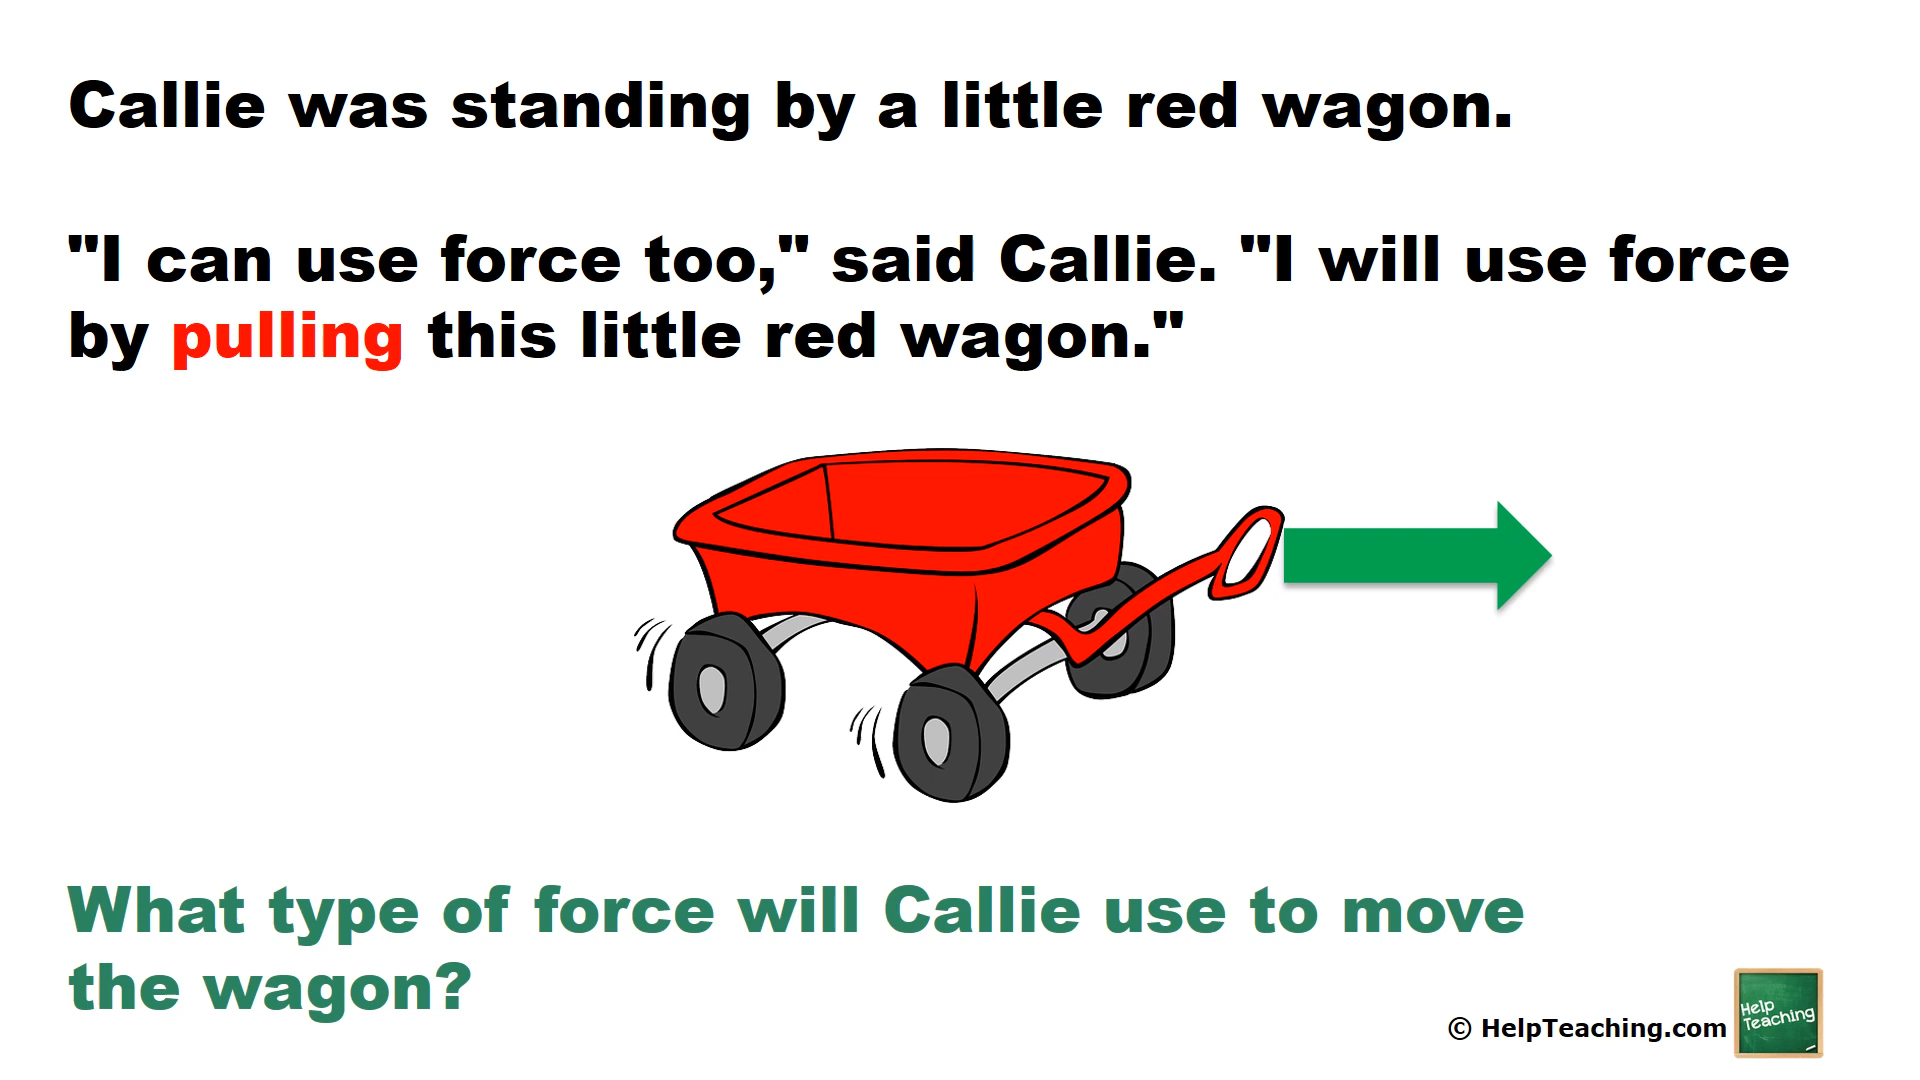 Callie was standing by a little red wagon.
"I can use force too," said Callie. "I will use force
by pulling this little red wagon."
What type of force will Callie use to move
the wagon?
© HelpTeaching.com
Help
Teaching